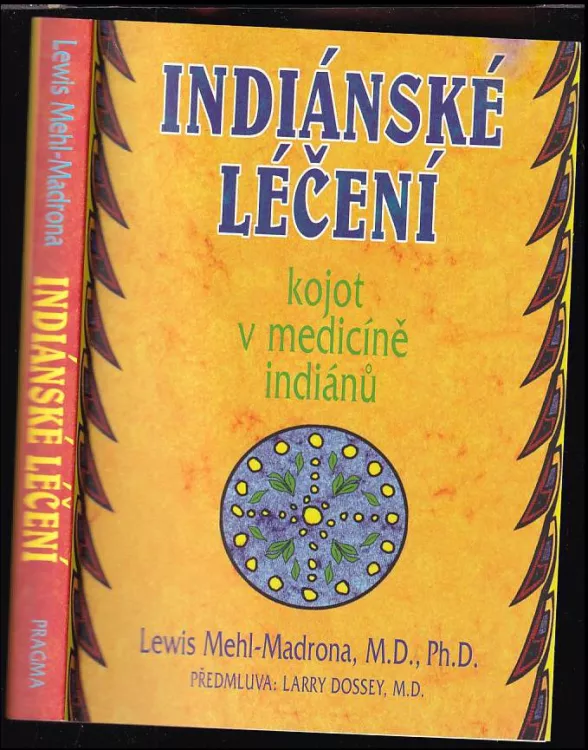 Lewis Mehl-Madrona
INDIÁNSKÉ LÉČENÍ
PRAGMA
INDIÁNSKÉ
LÉČENÍ
kojot
v medicíně
indiánů
Lewis Mehl-Madrona, M.D., Ph.D.
PŘEDMLUVA: LARRY DOSSEY, M.D.